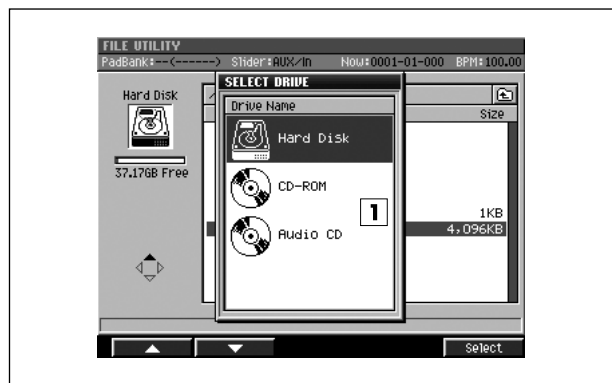 FILE UTILITY
PadBank:--(------) Slider:AUX/In Now:0001-01-000 BPM:100.00
SELECT DRIVE
Hard Disk
Drive Name
Size
Hard Disk
37.17GB Free
CD-ROM
1
1KB
Audio CD
4,096KB
Select